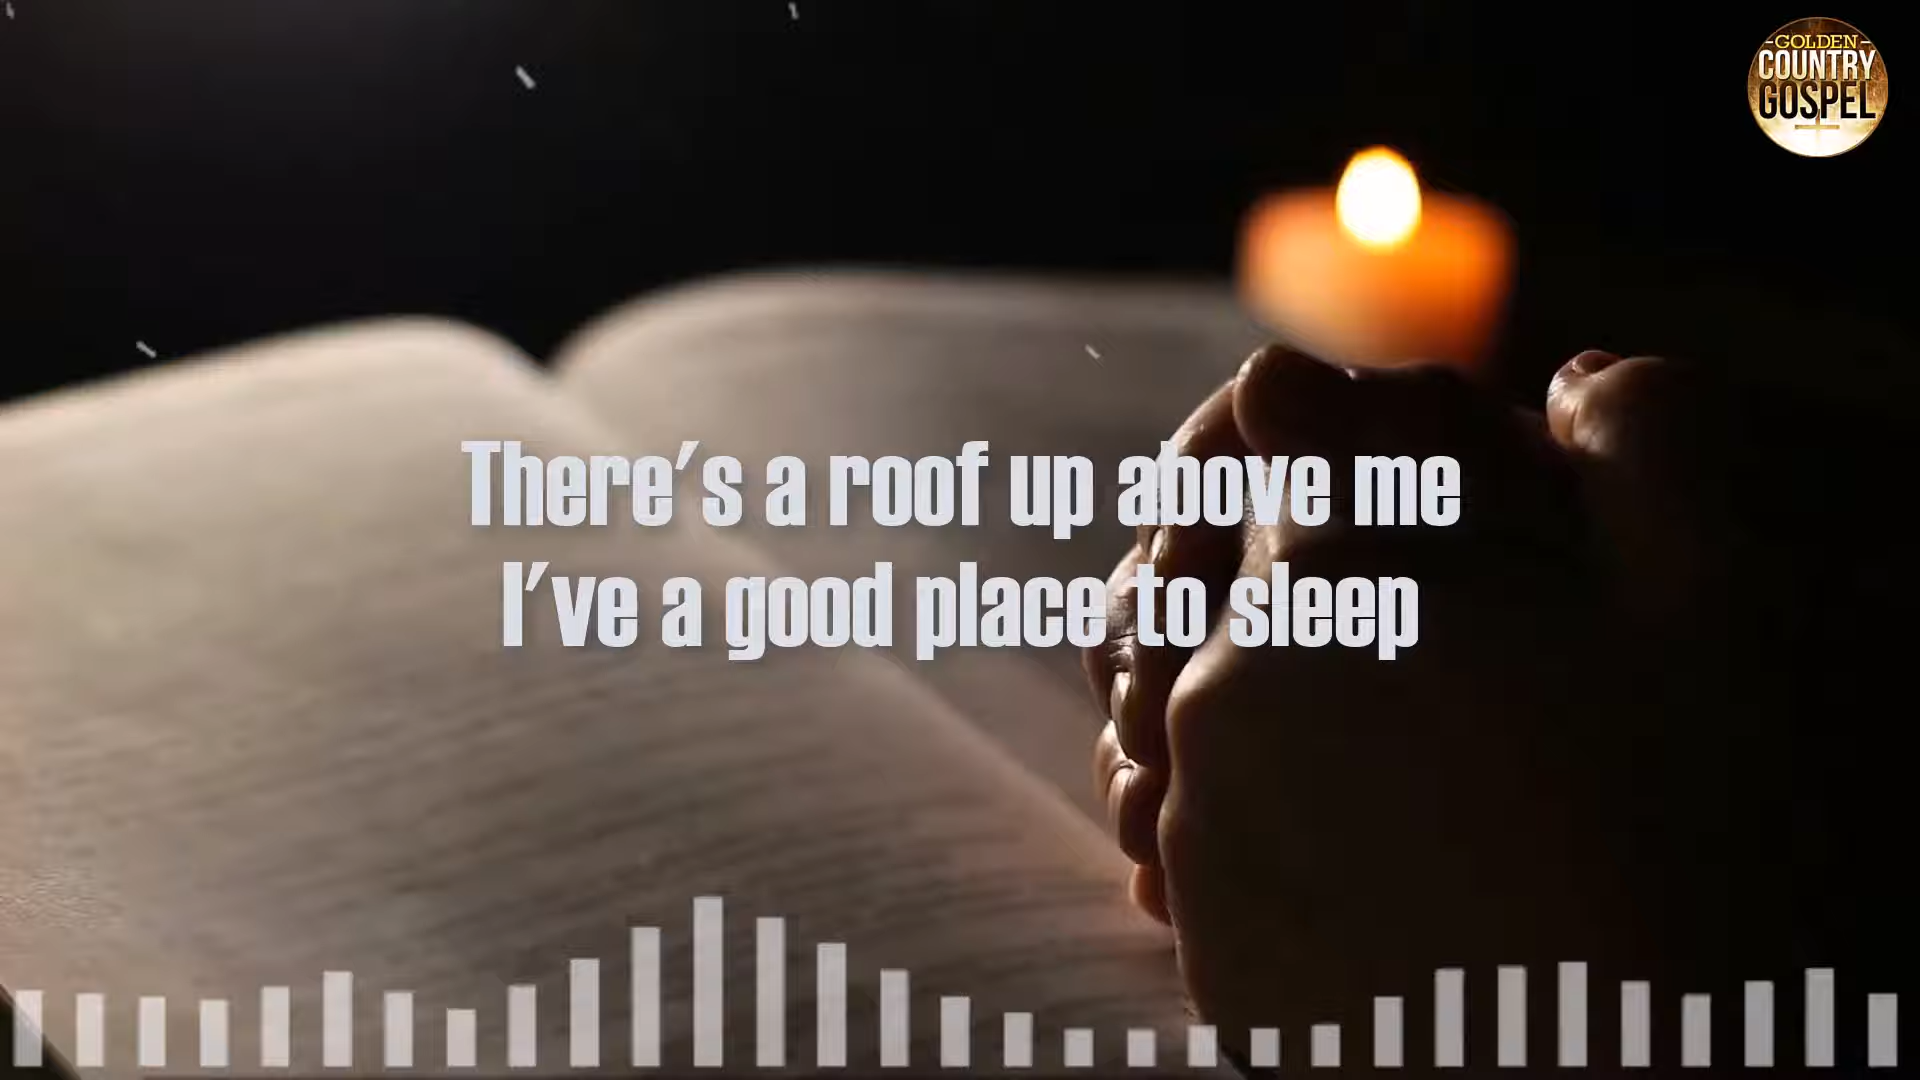 -GOLDEN-
COUNTRY
GOSPEL
There's a roof up above me
I've a good place to sleep